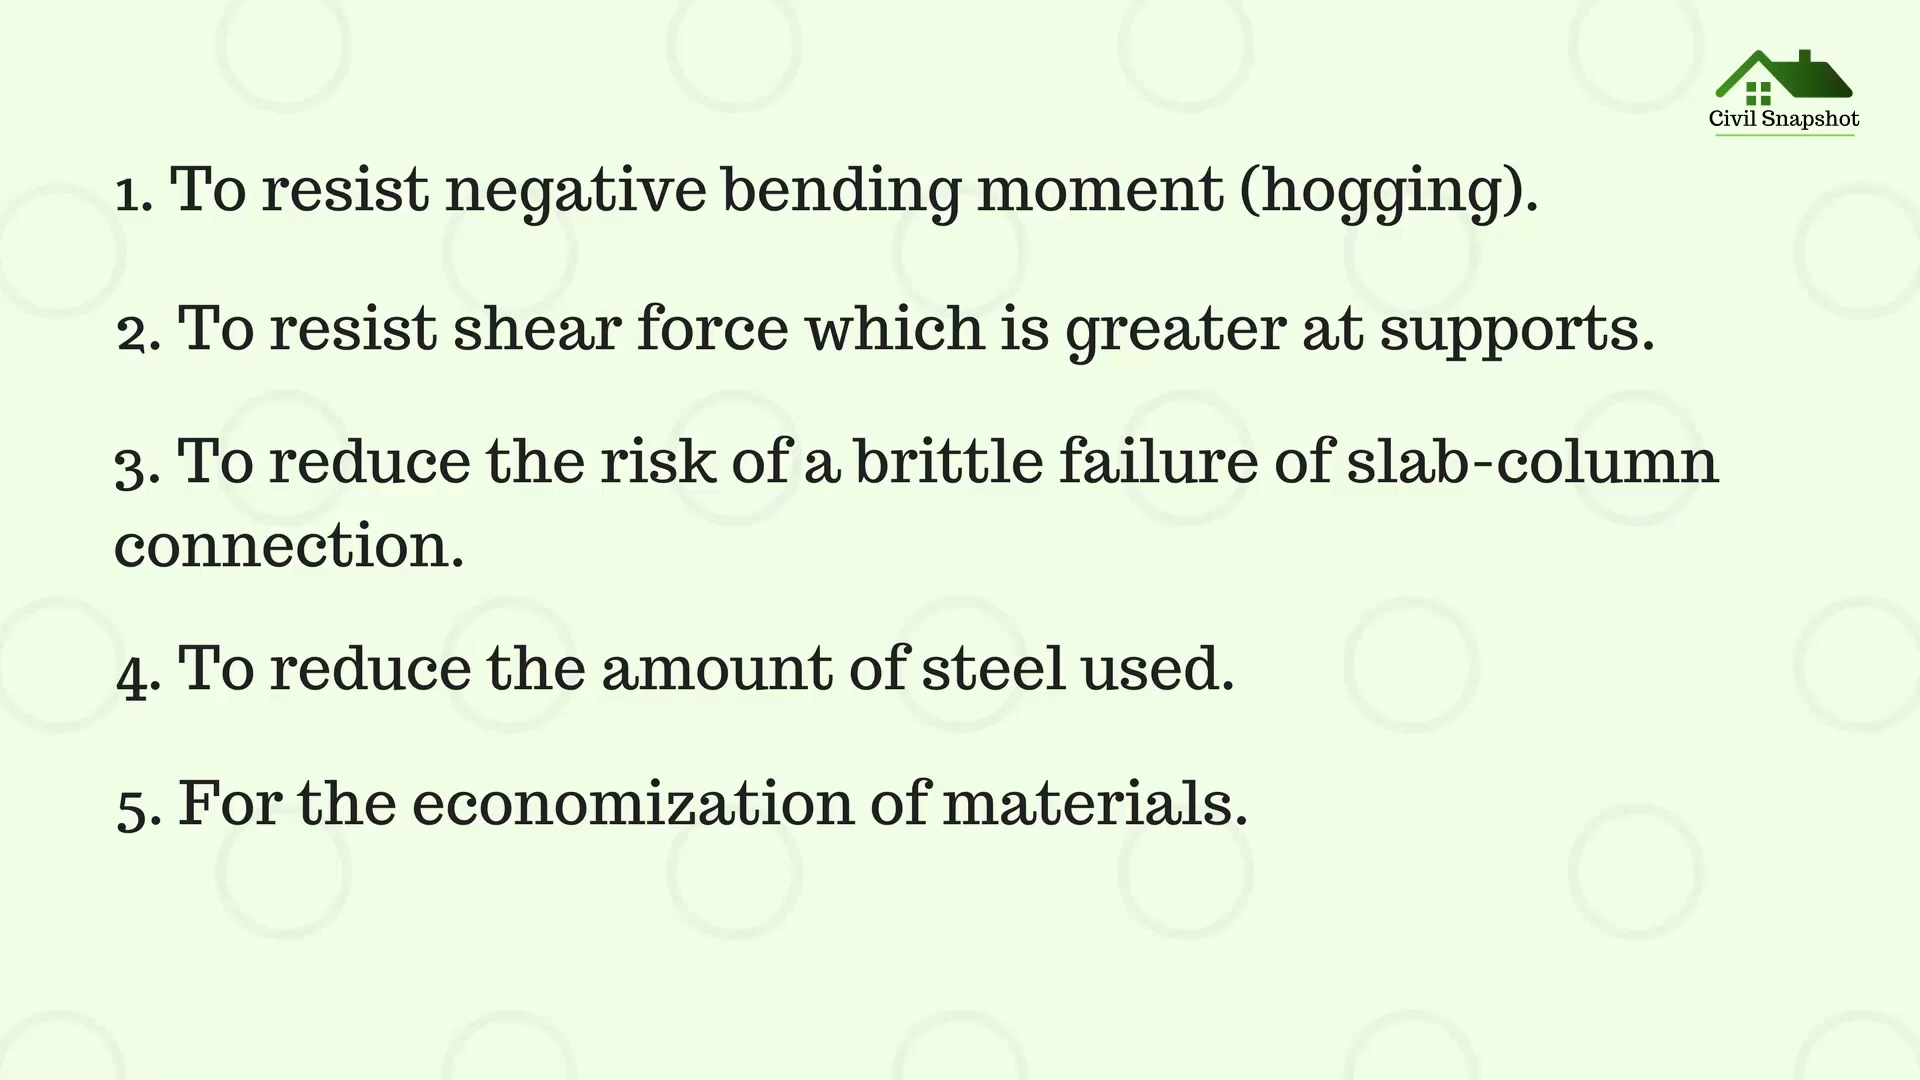 Civil Snapshot
1. To resist negative bending moment (hogging).
2. To resist shear force which is greater at supports.
3. To reduce the risk of a brittle failure of slab-column
connection.
4. To reduce the amount of steel used.
5. For the economization of materials.